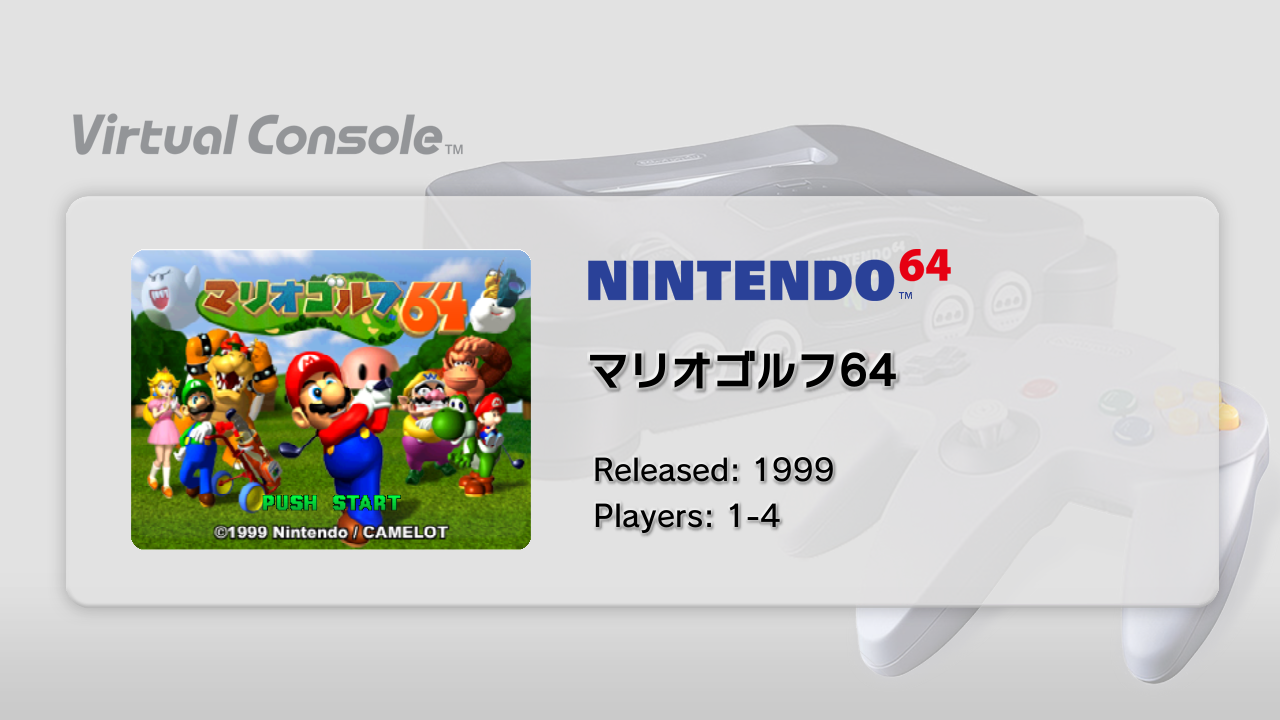 Virtual Console™
マリオゴルフ64
PUSH START
©1999 Nintendo / CAMELOT
NINTENDO64™
マリオゴルフ64
Released: 1999
Players: 1-4